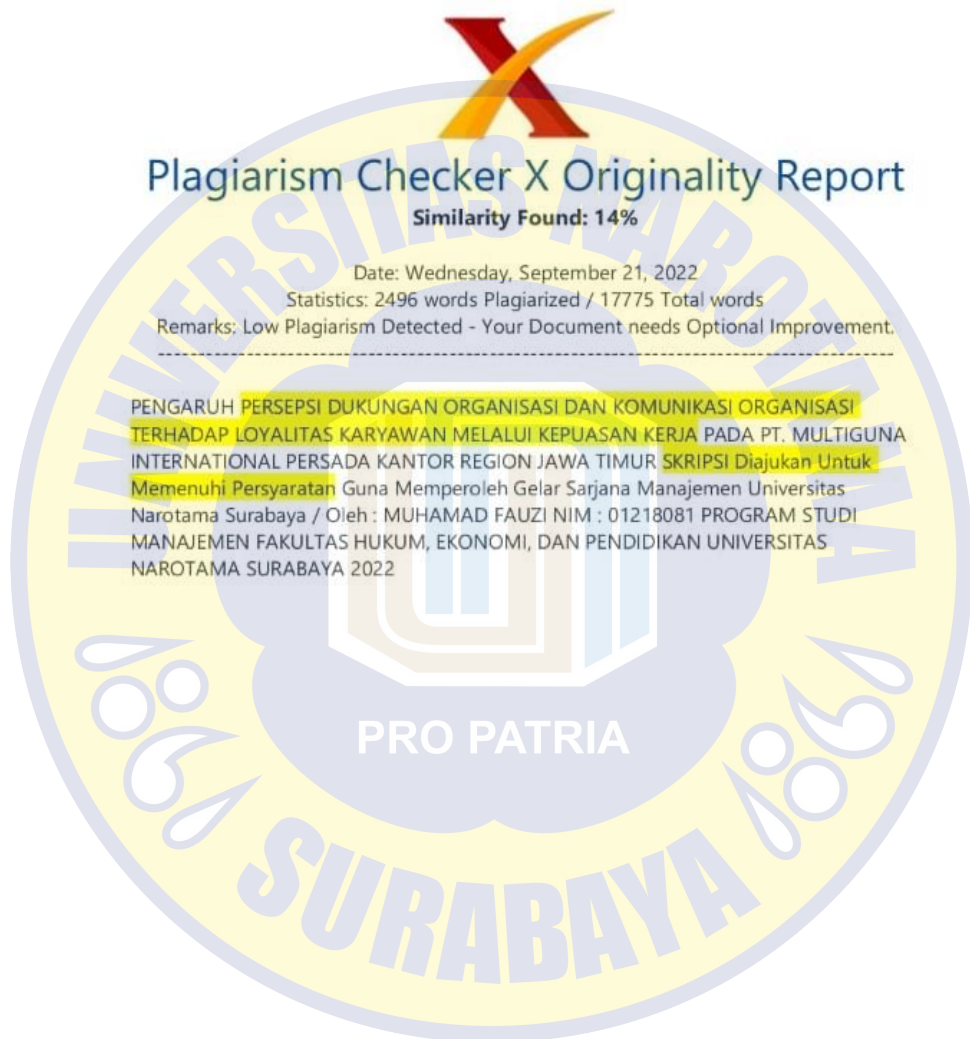 Plagiarism Checker X Originality Report
Similarity Found: 14%
Date: Wednesday, September 21, 2022
Statistics: 2496 words Plagiarized / 17775 Total words
Remarks: Low Plagiarism Detected - Your Document needs Optional Improvement.
-------------------------------------------------------------------------------------------
PENGARUH PERSEPSI DUKUNGAN ORGANISASI DAN KOMUNIKASI ORGANISASI
TERHADAP LOYALITAS KARYAWAN MELALUI KEPUASAN KERJA PADA PT. MULTIGUNA
INTERNATIONAL PERSADA KANTOR REGION JAWA TIMUR SKRIPSI Diajukan Untuk
Memenuhi Persyaratan Guna Memperoleh Gelar Sarjana Manajemen Universitas
Narotama Surabaya / Oleh : MUHAMAD FAUZI NIM : 01218081 PROGRAM STUDI
MANAJEMEN FAKULTAS HUKUM, EKONOMI, DAN PENDIDIKAN UNIVERSITAS
NAROTAMA SURABAYA 2022
UNIVERSITAS NAROTAMA
PRO PATRIA
SURABAYA